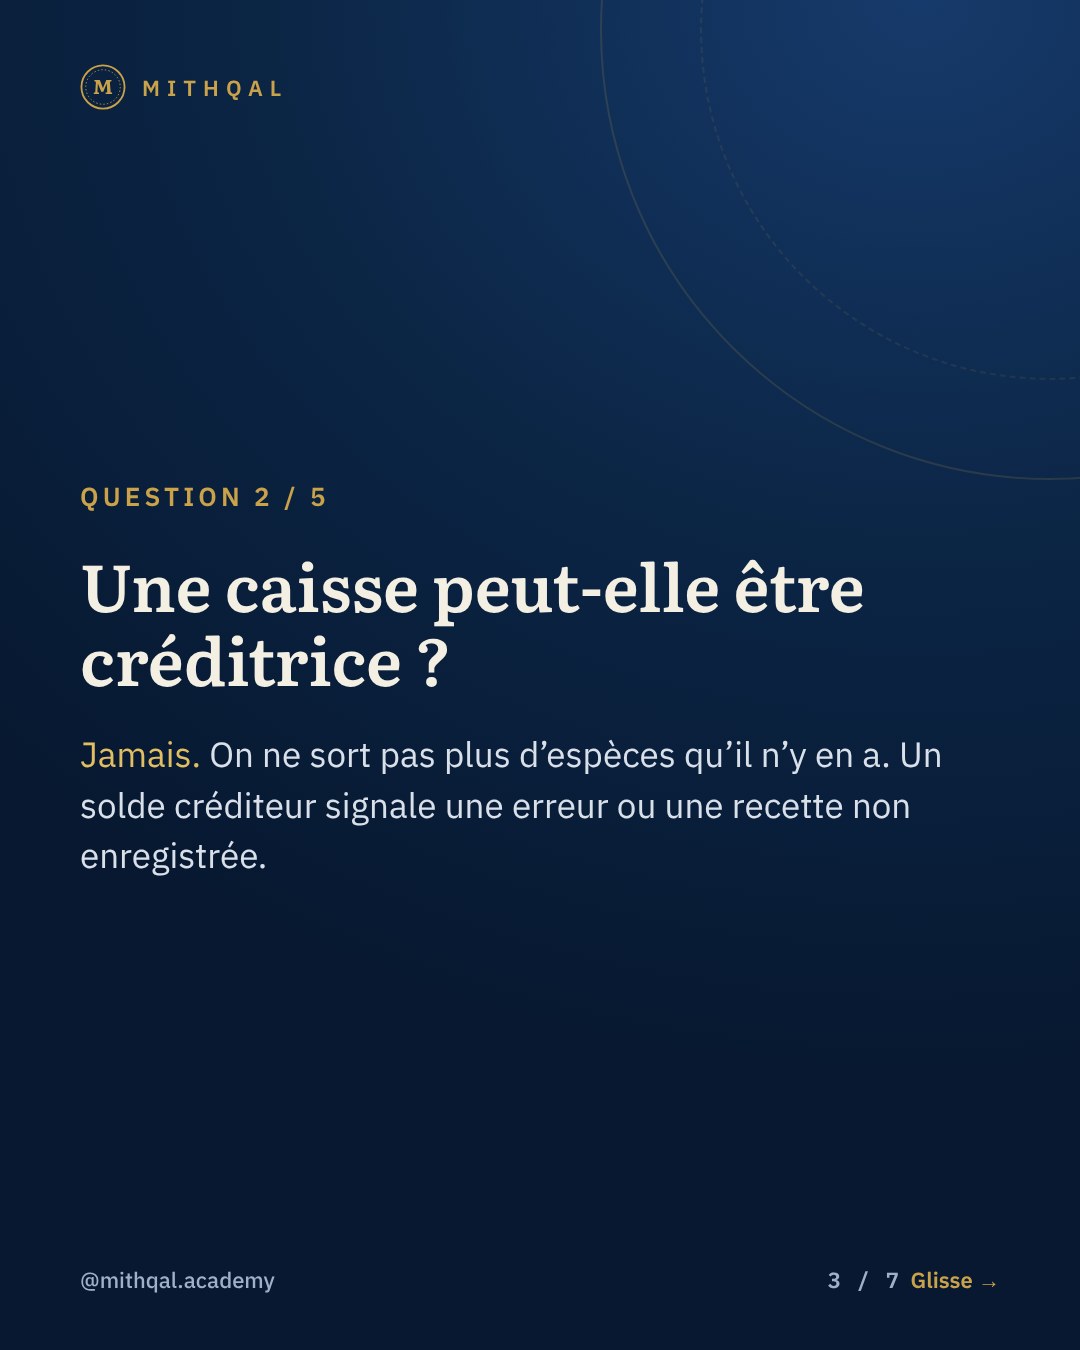 M MITHQAL
QUESTION 2 / 5
Une caisse peut-elle être
créditrice ?
Jamais. On ne sort pas plus d’espèces qu’il n’y en a. Un
solde créditeur signale une erreur ou une recette non
enregistrée.
@mithqal.academy
3 / 7 Glisse →